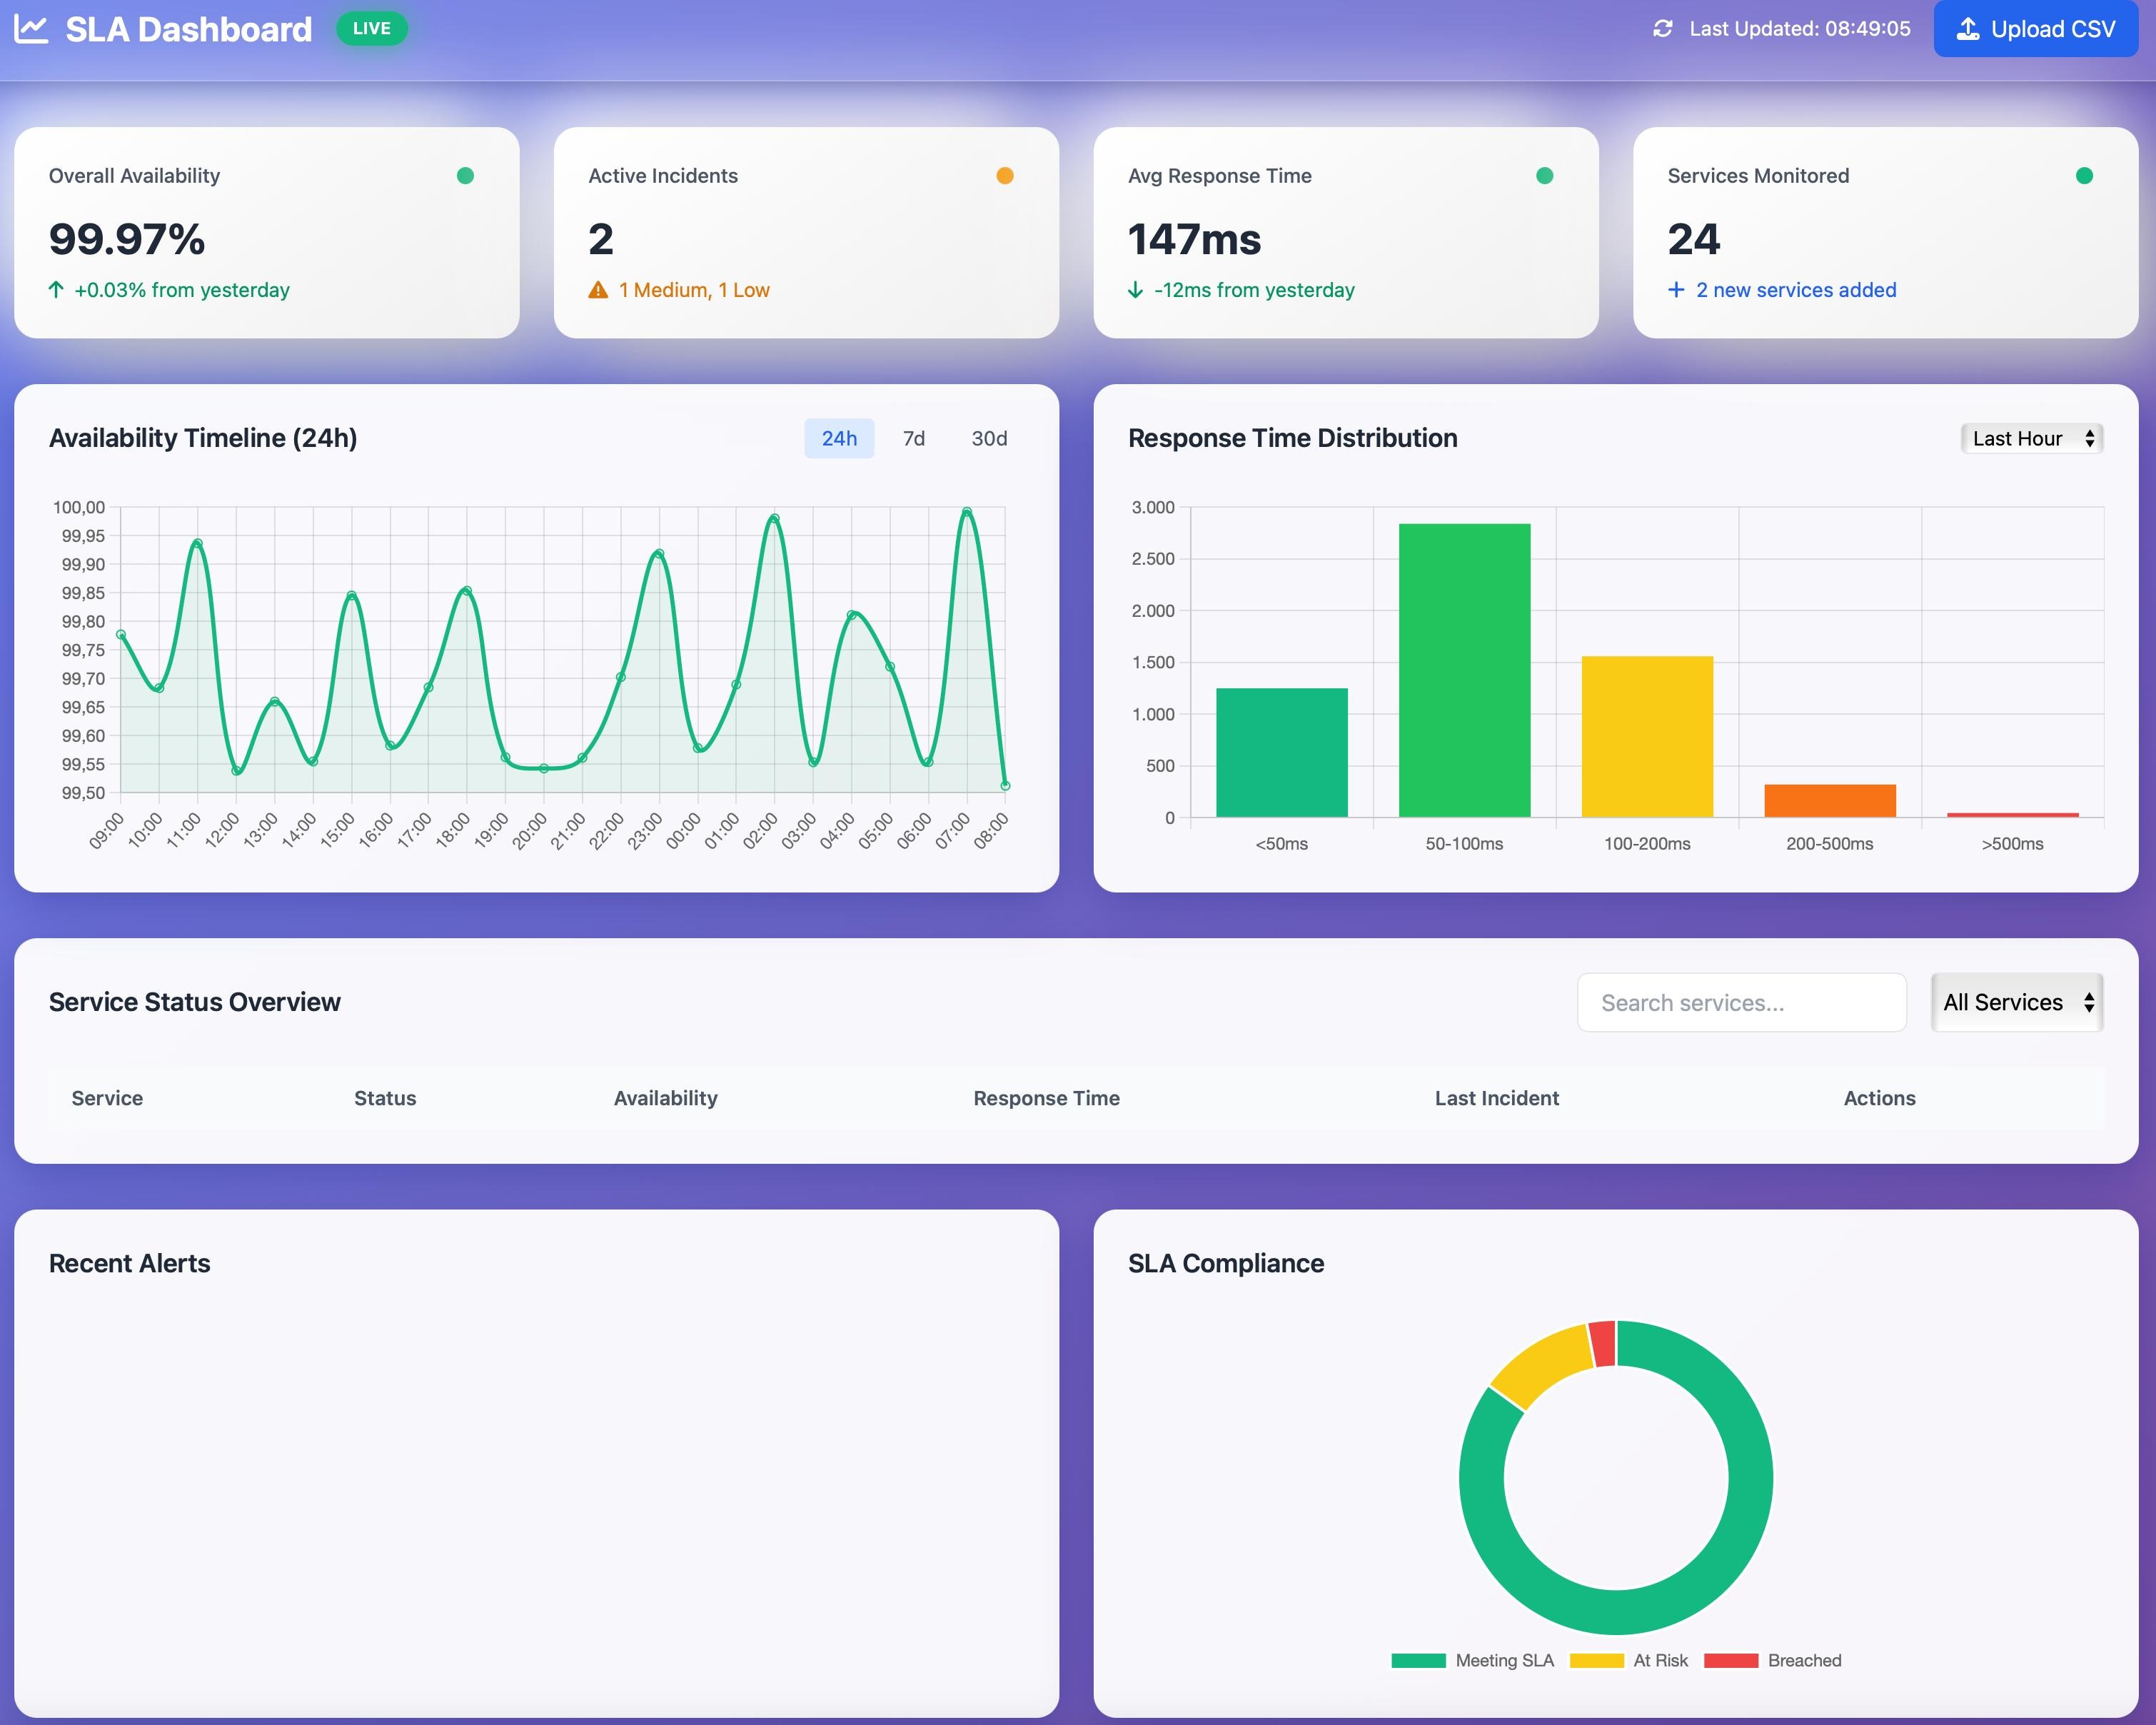 SLA Dashboard LIVE
Last Updated: 08:49:05
Upload CSV
Overall Availability
99.97%
+0.03% from yesterday
Active Incidents
2
1 Medium, 1 Low
Avg Response Time
147ms
-12ms from yesterday
Services Monitored
24
2 new services added
Availability Timeline (24h)
24h 7d 30d
100,00
99,95
99,90
99,85
99,80
99,75
99,70
99,65
99,60
99,55
99,50
09:00 10:00 11:00 12:00 13:00 14:00 15:00 16:00 17:00 18:00 19:00 20:00 21:00 22:00 23:00 00:00 01:00 02:00 03:00 04:00 05:00 06:00 07:00 08:00
Response Time Distribution
Last Hour
3.000
2.500
2.000
1.500
1.000
500
0
<50ms 50-100ms 100-200ms 200-500ms >500ms
Service Status Overview
Search services...
All Services
Service Status Availability Response Time Last Incident Actions
Recent Alerts
SLA Compliance
Meeting SLA At Risk Breached